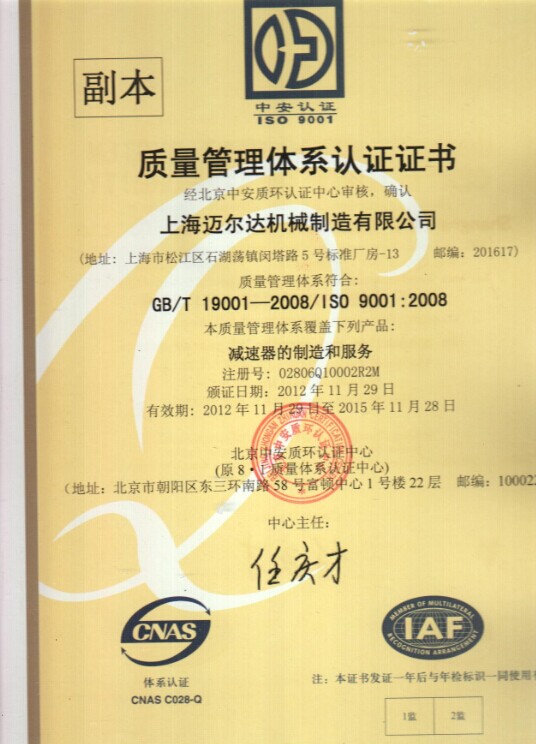 副本
中安认证
ISO 9001
质量管理体系认证证书
经北京中安质环认证中心审核，确认
上海迈尔达机械制造有限公司
(地址: 上海市松江区石湖荡镇闵塔路5号标准厂房-13 邮编: 201617)
质量管理体系符合:
GB/T 19001—2008/ISO 9001:2008
本质量管理体系覆盖下列产品:
减速器的制造和服务
注册号: 02806Q10002R2M
颁证日期: 2012年11月29日
有效期: 2012年11月29日至2015年11月28日
北京中安质环认证中心
(原8·1质量体系认证中心)
(地址: 北京市朝阳区东三环南路58号富顿中心1号楼22层 邮编: 10002
中心主任:
任庆才
CNAS
体系认证
CNAS C028-Q
MEMBER OF MULTILATERAL
IAF
RECOGNITION ARRANGEMENT
注: 本证书发证一年后与年检标识一同使用
1监 2监